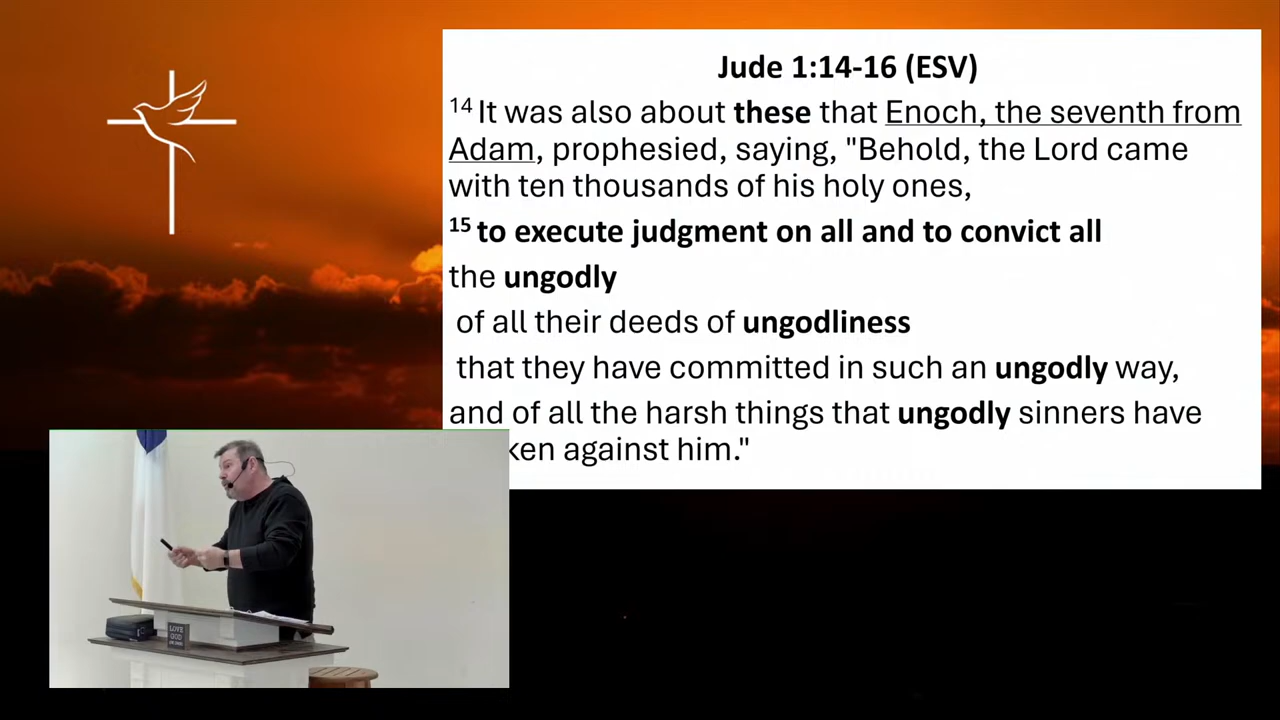 Jude 1:14-16 (ESV)
14 It was also about these that Enoch, the seventh from
Adam, prophesied, saying, "Behold, the Lord came
with ten thousands of his holy ones,
15 to execute judgment on all and to convict all
the ungodly
of all their deeds of ungodliness
that they have committed in such an ungodly way,
and of all the harsh things that ungodly sinners have
ken against him."
LOVE
GOD